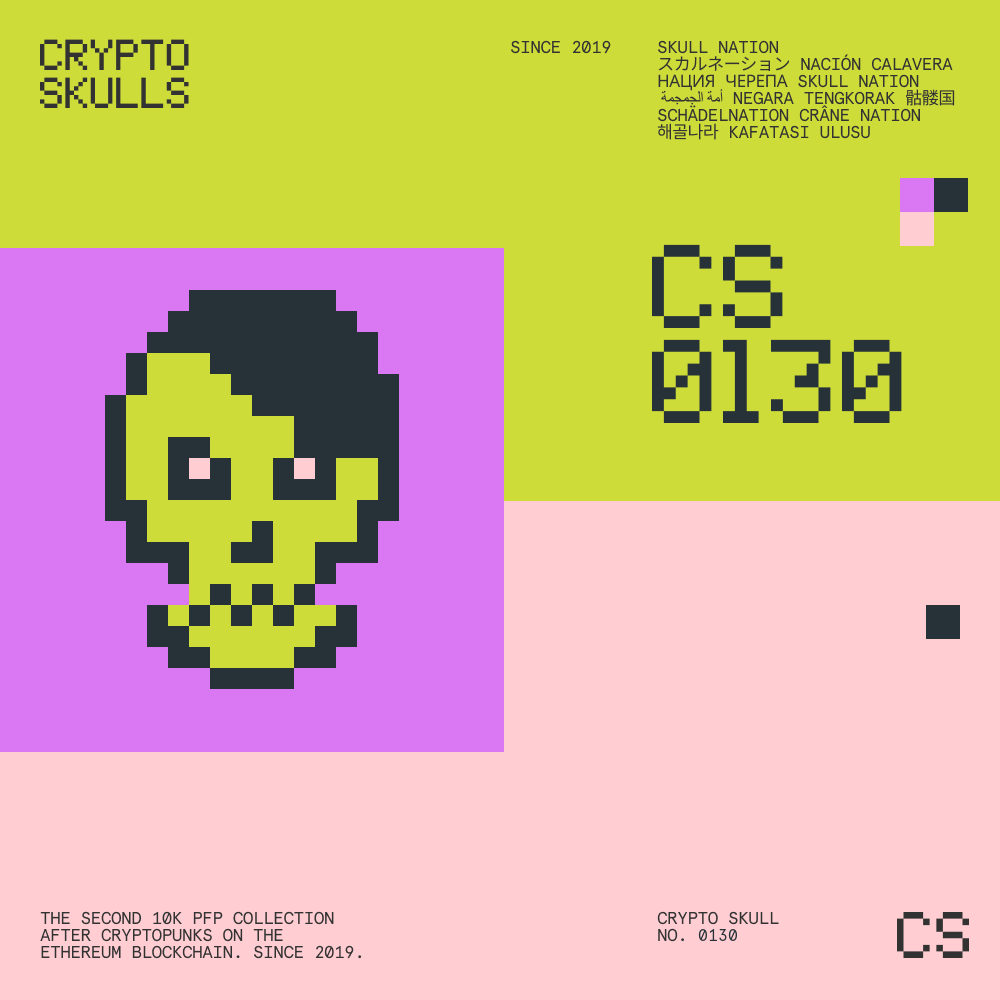 CRYPTO
SKULLS
SINCE 2019
SKULL NATION
スカルネーション NACIÓN CALAVERA
НАЦИЯ ЧЕРЕПА SKULL NATION
أمة الجمجمة NEGARA TENGKORAK 骷髅国
SCHÄDELNATION CRÂNE NATION
해골나라 KAFATASI ULUSU
CS
0130
THE SECOND 10K PFP COLLECTION
AFTER CRYPTOPUNKS ON THE
ETHEREUM BLOCKCHAIN. SINCE 2019.
CRYPTO SKULL
NO. 0130
CS